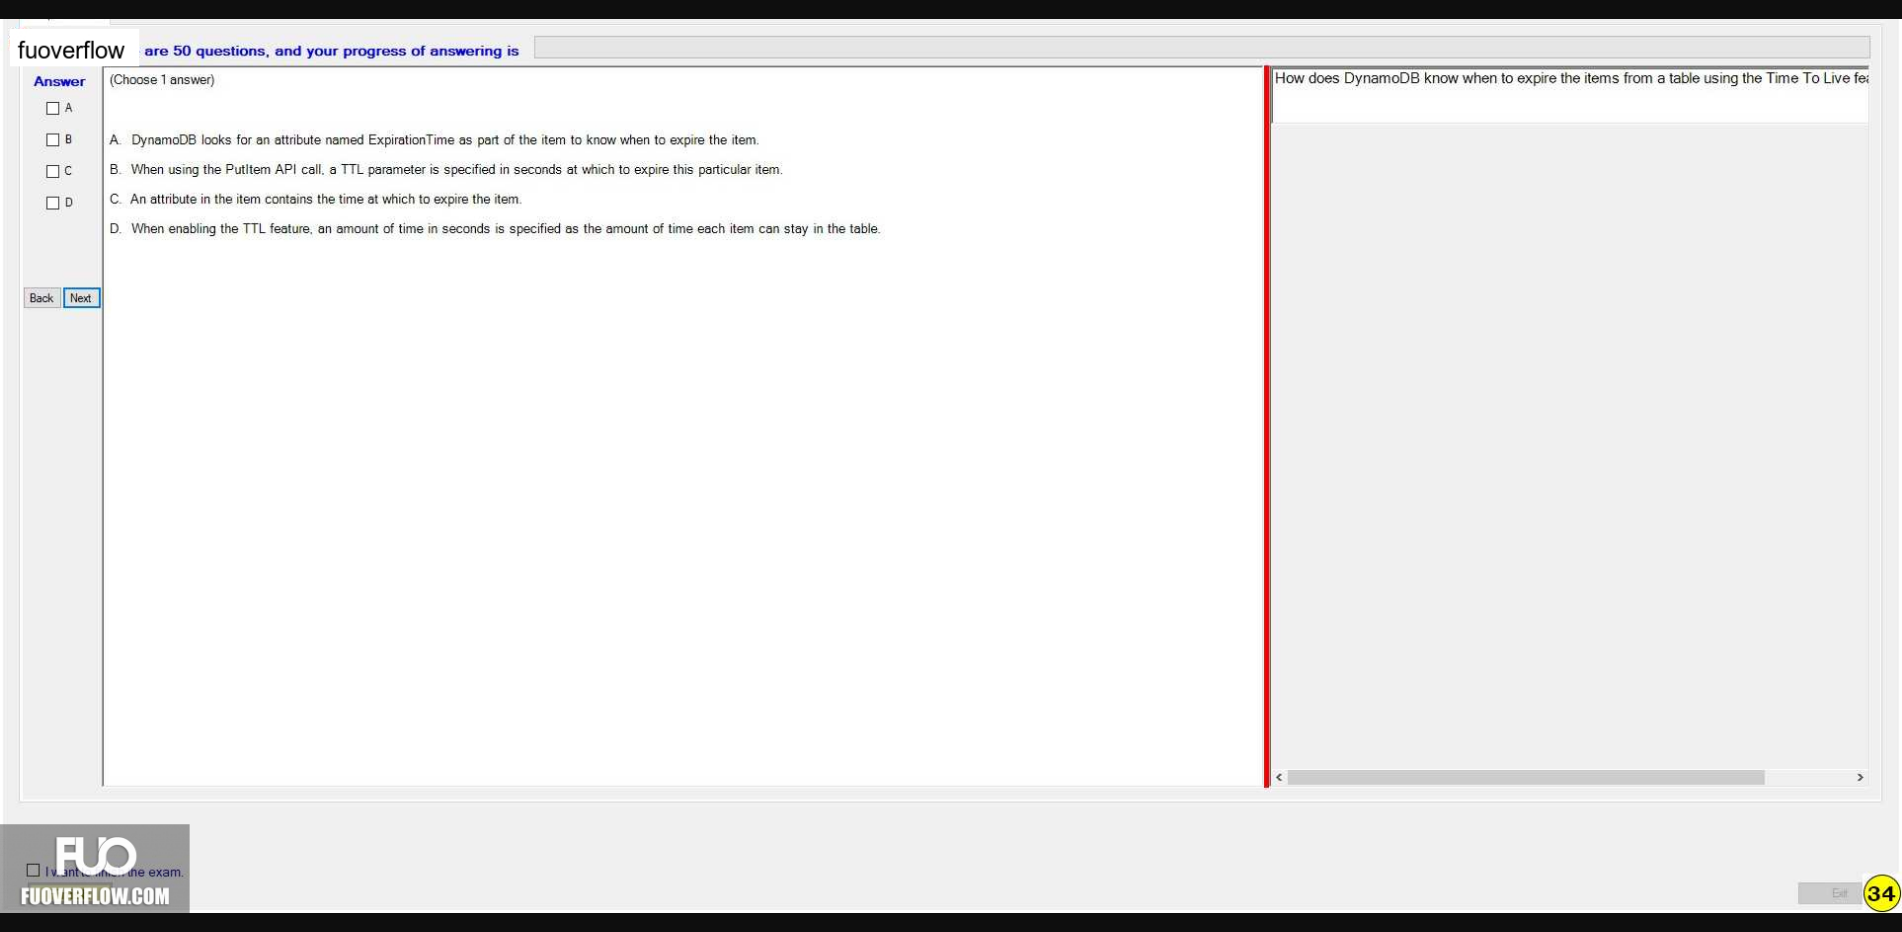 fuoverflow are 50 questions, and your progress of answering is
Answer
(Choose 1 answer)
How does DynamoDB know when to expire the items from a table using the Time To Live
A
B
C
D
A. DynamoDB looks for an attribute named ExpirationTime as part of the item to know when to expire the item.
B. When using the PutItem API call, a TTL parameter is specified in seconds at which to expire this particular item.
C. An attribute in the item contains the time at which to expire the item.
D. When enabling the TTL feature, an amount of time in seconds is specified as the amount of time each item can stay in the table.
Back Next
FUO
the exam.
FUOVERFLOW.COM
Exit
34